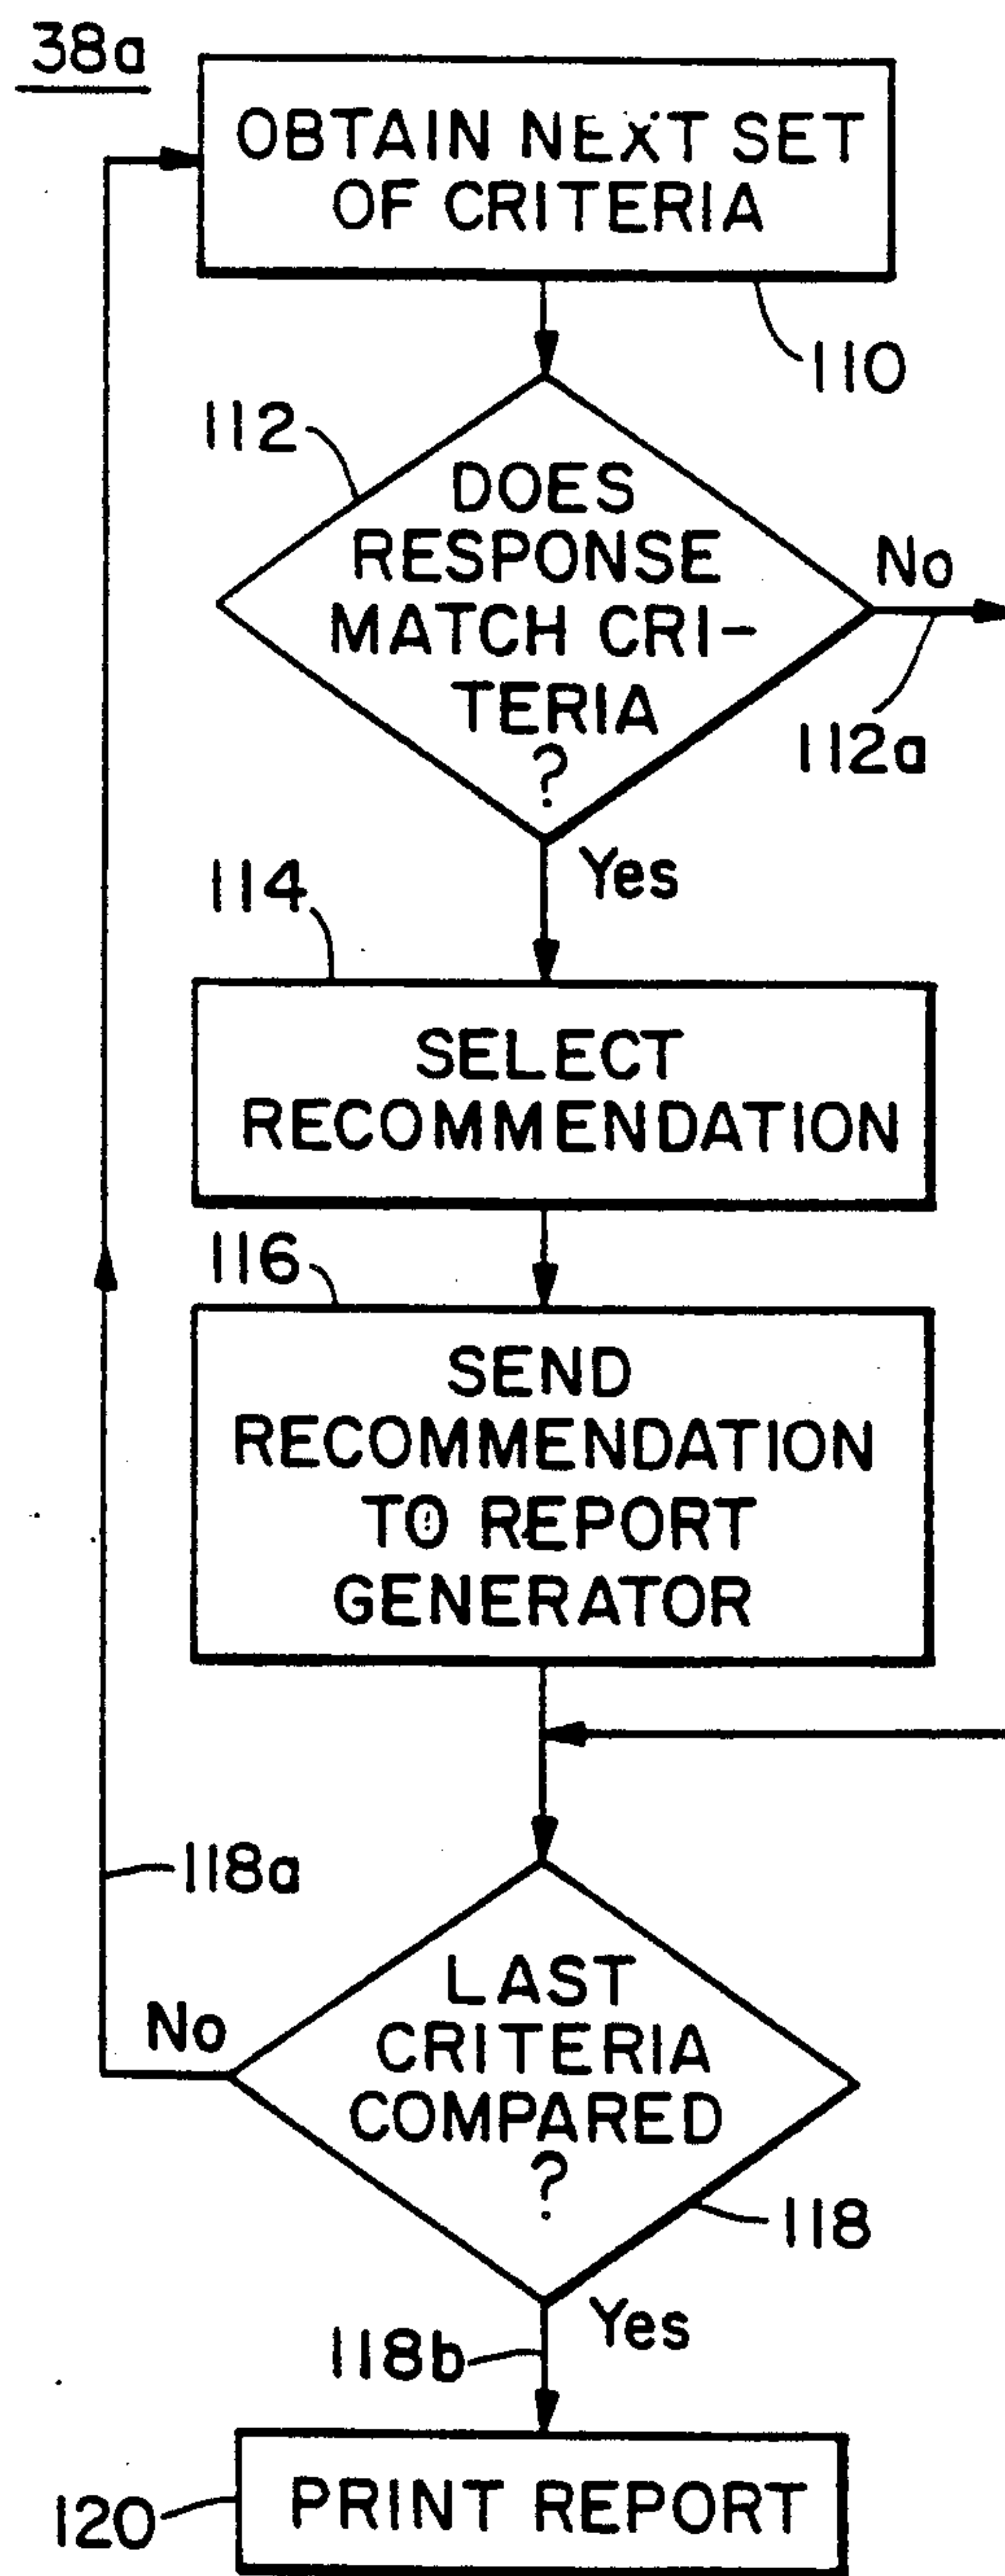 38a
OBTAIN NEXT SET
OF CRITERIA
110
112
DOES
RESPONSE
MATCH CRI-
TERIA
?
No
112a
Yes
114
SELECT
RECOMMENDATION
116
SEND
RECOMMENDATION
TO REPORT
GENERATOR
118a
No
LAST
CRITERIA
COMPARED
?
118
Yes
118b
120
PRINT REPORT